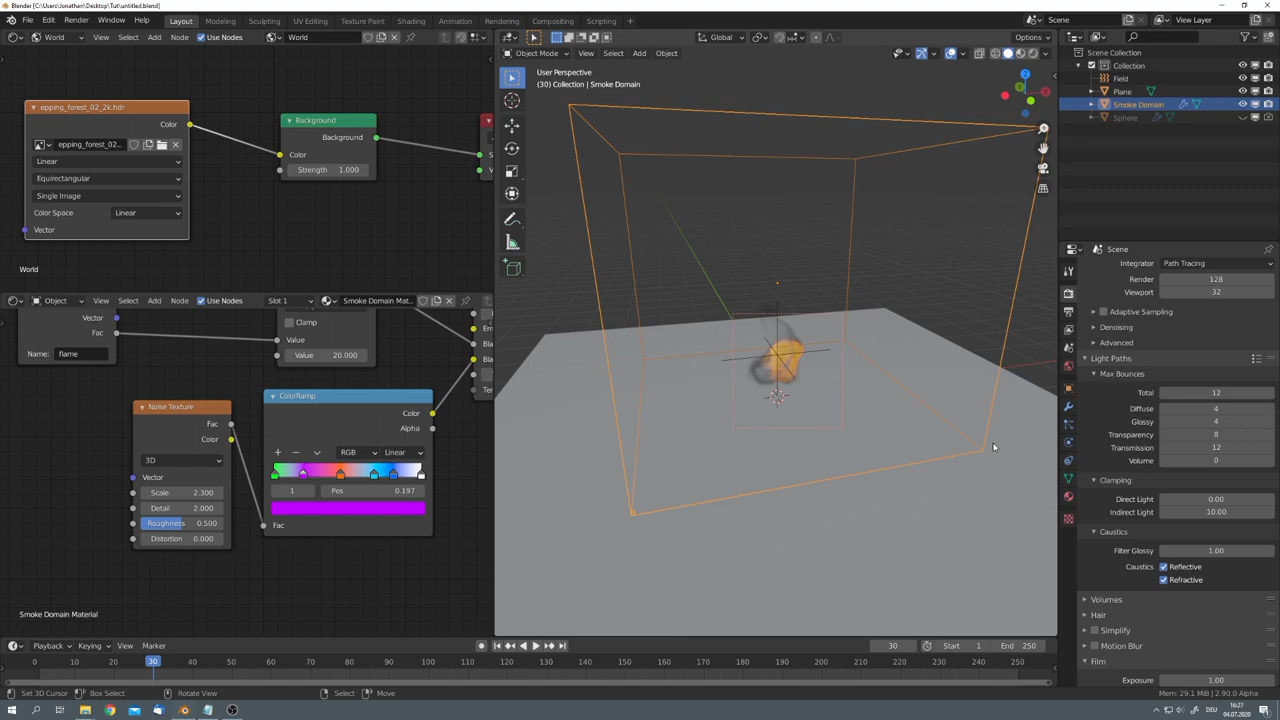 Blender [C:\Users\Jonathan\Desktop\Tut\untitled.blend]
File Edit Render Window Help
Layout Modeling Sculpting UV Editing Texture Paint Shading Animation Rendering Compositing Scripting +
Scene
View Layer
World View Select Add Node Use Nodes World
Global
Options
Object Mode View Select Add Object
Scene Collection
Collection
Field
Plane
Smoke Domain
Sphere
User Perspective
(30) Collection | Smoke Domain
epping_forest_02_2k.hdr
Color
epping_forest_02...
Linear
Equirectangular
Single Image
Color Space Linear
Vector
Background
Background
Color
Strength 1.000
World
Object View Select Add Node Use Nodes Slot 1 Smoke Domain Mat...
Vector
Fac
Name: flame
Clamp
Value
Value 20.000
Em
Bla
Bla
Noise Texture
Fac
Color
3D
Vector
Scale 2.300
Detail 2.000
Roughness 0.500
Distortion 0.000
ColorRamp
Color
Alpha
RGB Linear
1 Pos 0.197
Fac
Smoke Domain Material
Scene
Integrator Path Tracing
Render 128
Viewport 32
Adaptive Sampling
Denoising
Advanced
Light Paths
Max Bounces
Total 12
Diffuse 4
Glossy 4
Transparency 8
Transmission 12
Volume 0
Clamping
Direct Light 0.00
Indirect Light 10.00
Caustics
Filter Glossy 1.00
Caustics Reflective
Refractive
Volumes
Hair
Simplify
Motion Blur
Film
Exposure 1.00
Playback Keying View Marker
30 Start 1 End 250
0 10 20 30 40 50 60 70 80 90 100 110 120 130 140 150 160 170 180 190 200 210 220 230 240 250
Set 3D Cursor Box Select Rotate View Select Move
Mem: 29.1 MiB | 2.90.0 Alpha
DEU
16:27
04.07.2020